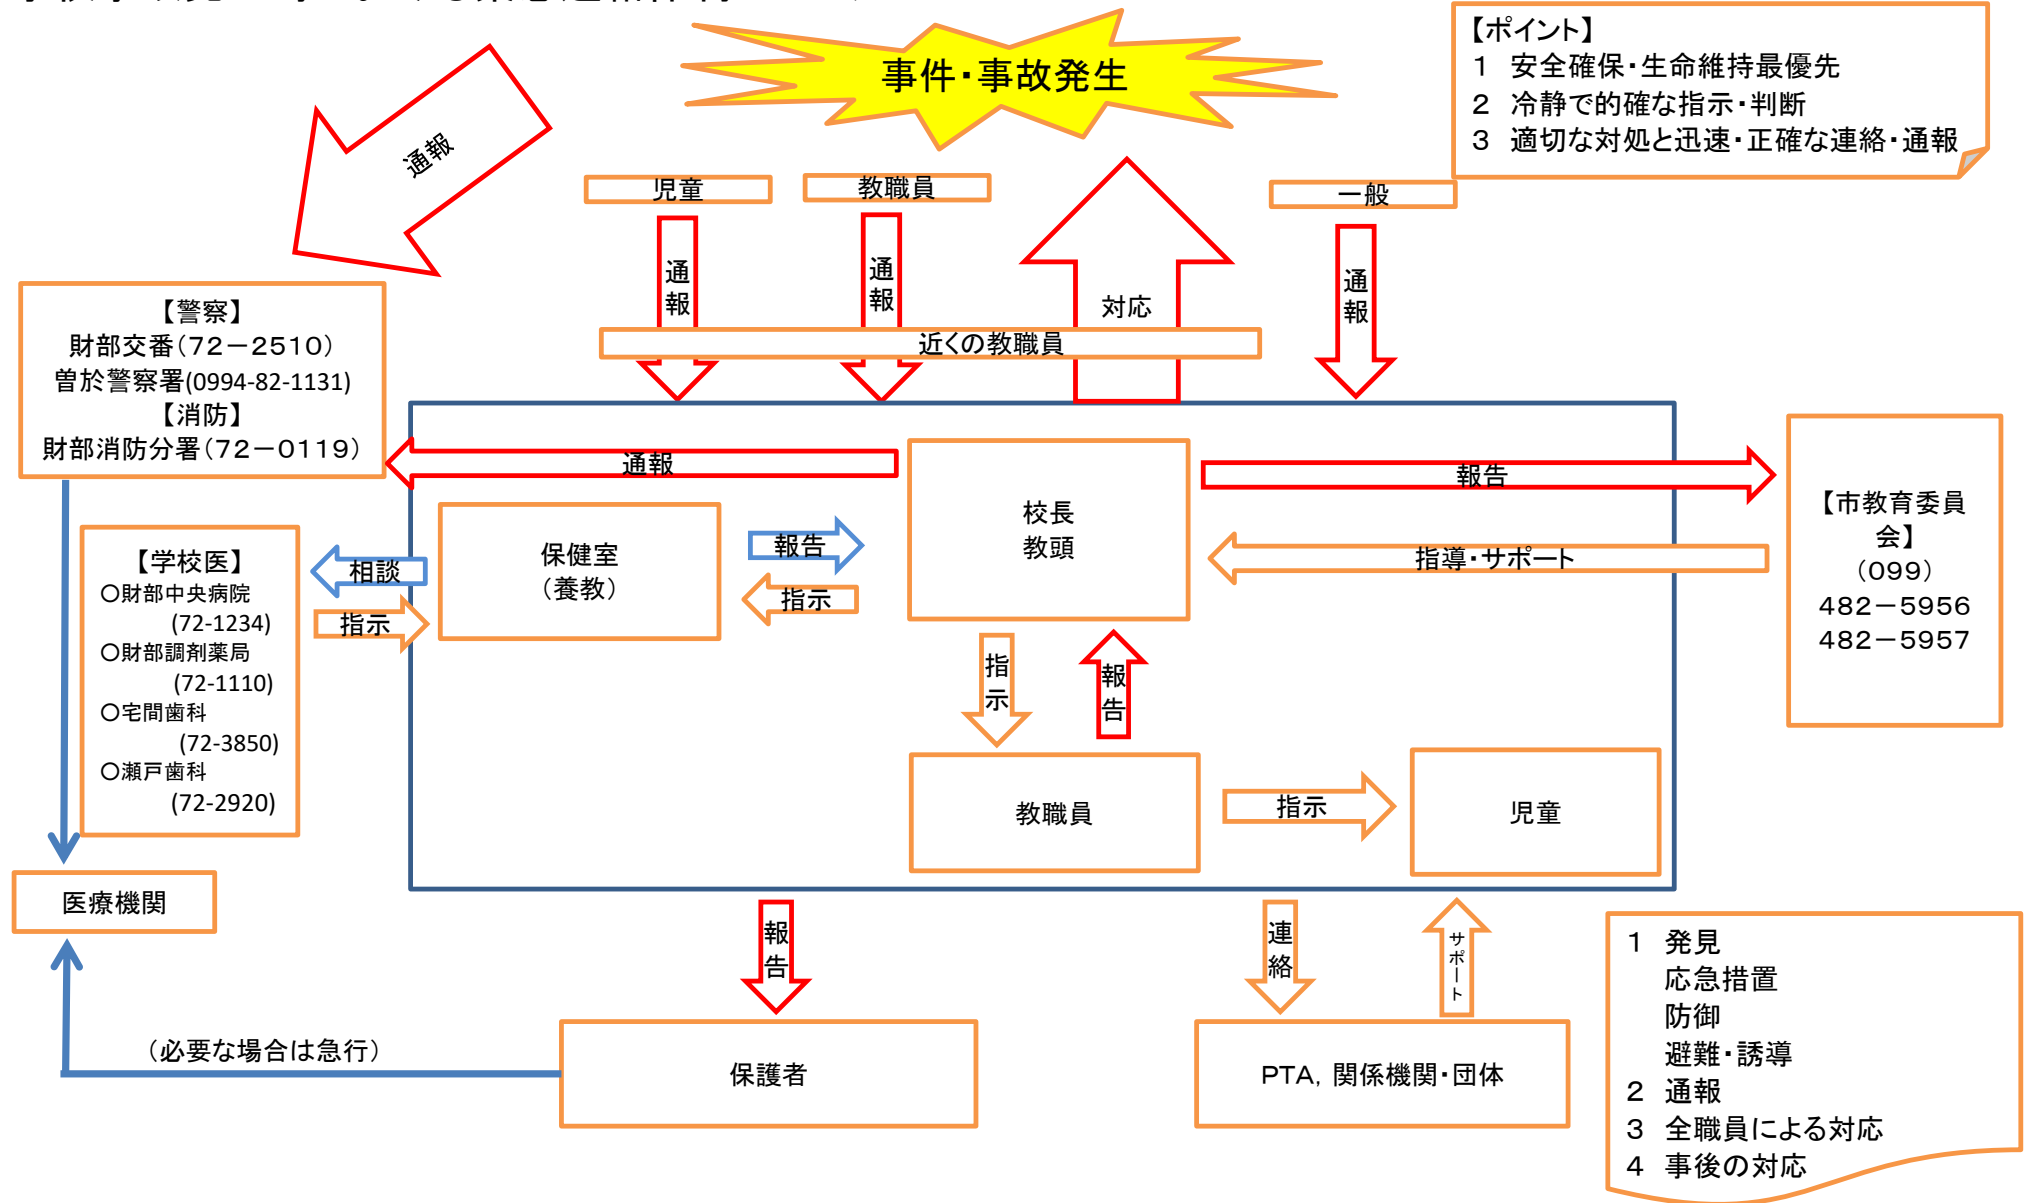 事件・事故発生
【ポイント】
1 安全確保・生命維持最優先
2 冷静で的確な指示・判断
3 適切な対処と迅速・正確な連絡・通報
通報
児童
教職員
一般
通報
通報
対応
通報
近くの教職員
【警察】
財部交番(72-2510)
曽於警察署(0994-82-1131)
【消防】
財部消防分署(72-0119)
通報
校長
教頭
報告
指導・サポート
【市教育委員
会】
(099)
482-5956
482-5957
【学校医】
○財部中央病院
(72-1234)
○財部調剤薬局
(72-1110)
○宅間歯科
(72-3850)
○瀬戸歯科
(72-2920)
相談
指示
保健室
(養教)
報告
指示
指示
報告
教職員
指示
児童
医療機関
報告
連絡
サポート
(必要な場合は急行)
保護者
PTA,関係機関・団体
1 発見
応急措置
防御
避難・誘導
2 通報
3 全職員による対応
4 事後の対応